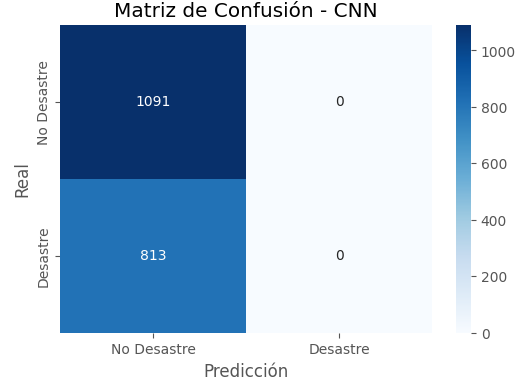 Matriz de Confusión - CNN
No Desastre
Desastre
Real
1091
0
813
0
No Desastre
Desastre
Predicción
1000
800
600
400
200
0